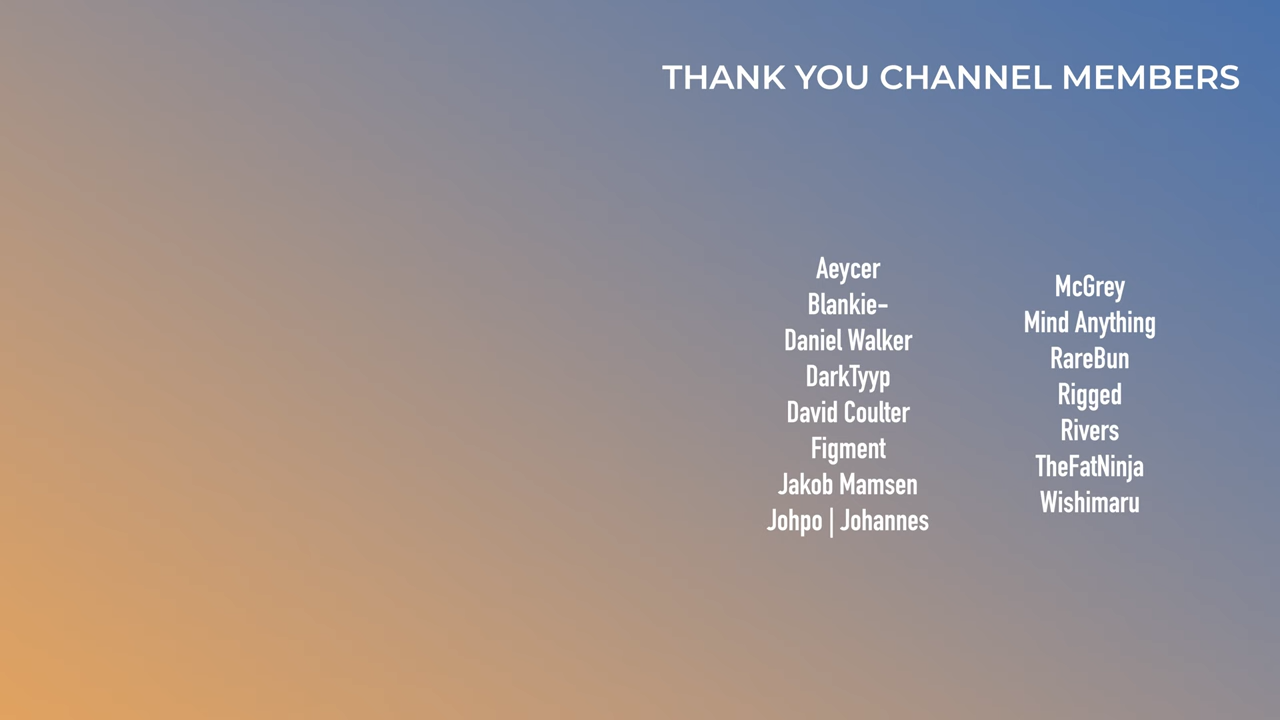 THANK YOU CHANNEL MEMBERS
Aeycer
Blankie-
Daniel Walker
DarkTyyp
David Coulter
Figment
Jakob Mamsen
Johpo | Johannes
McGrey
Mind Anything
RareBun
Rigged
Rivers
TheFatNinja
Wishimaru